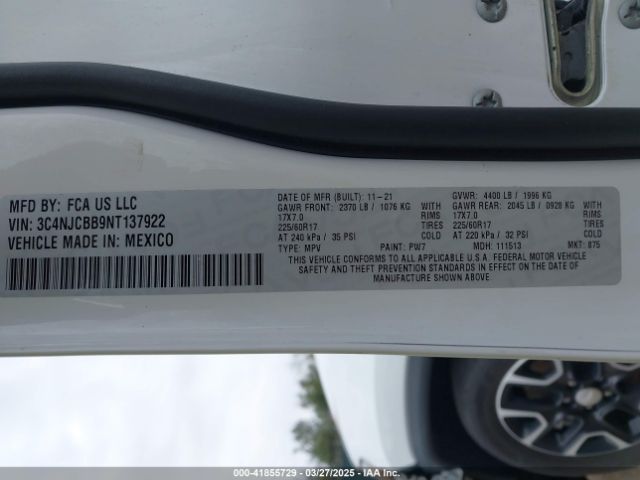 MFD BY: FCA US LLC
VIN: 3C4NJCBB9NT137922
VEHICLE MADE IN: MEXICO
DATE OF MFR (BUILT): 11-21 GVWR: 4400 LB / 1996 KG
GAWR FRONT: 2370 LB / 1076 KG WITH GAWR REAR: 2045 LB / 0928 KG WITH
17X7.0 RIMS 17X7.0 RIMS
225/60R17 TIRES 225/60R17 TIRES
AT 240 kPa / 35 PSI COLD AT 220 kPa / 32 PSI COLD
TYPE: MPV PAINT: PW7 MDH: 111513 MKT: 875
THIS VEHICLE CONFORMS TO ALL APPLICABLE U.S.A. FEDERAL MOTOR VEHICLE
SAFETY AND THEFT PREVENTION STANDARDS IN EFFECT ON THE DATE OF
MANUFACTURE SHOWN ABOVE.
000-41855729 - 03/27/2025 - IAA Inc.